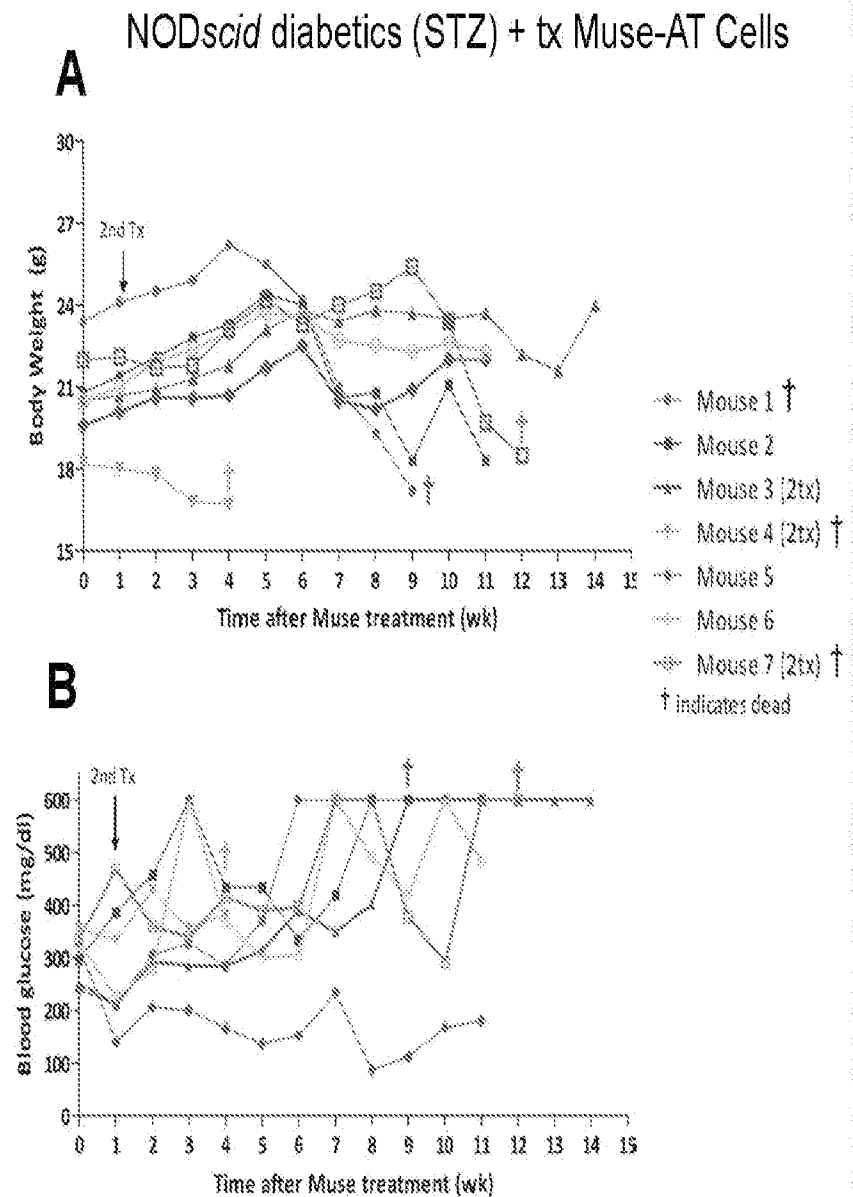 NODscid diabetics (STZ) + tx Muse-AT Cells
A
30
27
24
21
18
15
Body Weight (g)
2nd Tx
†
†
†
0 1 2 3 4 5 6 7 8 9 10 11 12 13 14 15
Time after Muse treatment (wk)
Mouse 1 †
Mouse 2
Mouse 3 (2tx)
Mouse 4 (2tx) †
Mouse 5
Mouse 6
Mouse 7 (2tx) †
† indicates dead
B
2nd Tx
†
†
†
600
500
400
300
200
100
0
Blood glucose (mg/dl)
0 1 2 3 4 5 6 7 8 9 10 11 12 13 14 15
Time after Muse treatment (wk)